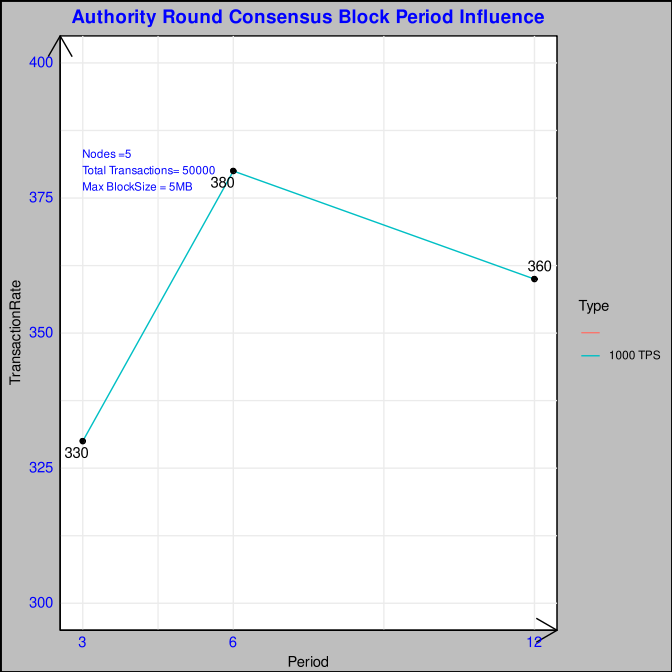 Authority Round Consensus Block Period Influence
400
375
350
325
300
TransactionRate
Nodes =5
Total Transactions= 50000
Max BlockSize = 5MB
380
360
330
3
6
12
Period
Type
1000 TPS